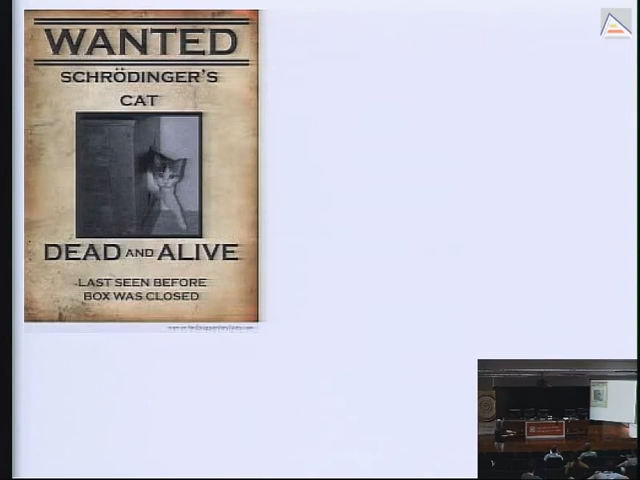 WANTED
SCHRÖDINGER'S
CAT
DEAD AND ALIVE
LAST SEEN BEFORE
BOX WAS CLOSED